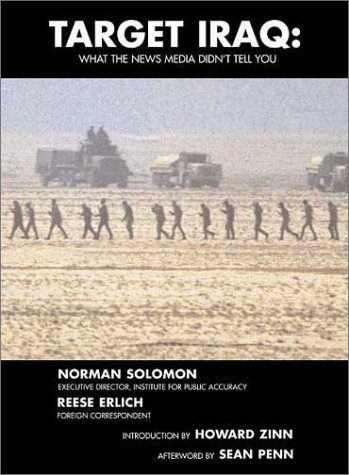 TARGET IRAQ:
WHAT THE NEWS MEDIA DIDN'T TELL YOU
NORMAN SOLOMON
EXECUTIVE DIRECTOR, INSTITUTE FOR PUBLIC ACCURACY
REESE ERLICH
FOREIGN CORRESPONDENT
INTRODUCTION BY HOWARD ZINN
AFTERWORD BY SEAN PENN